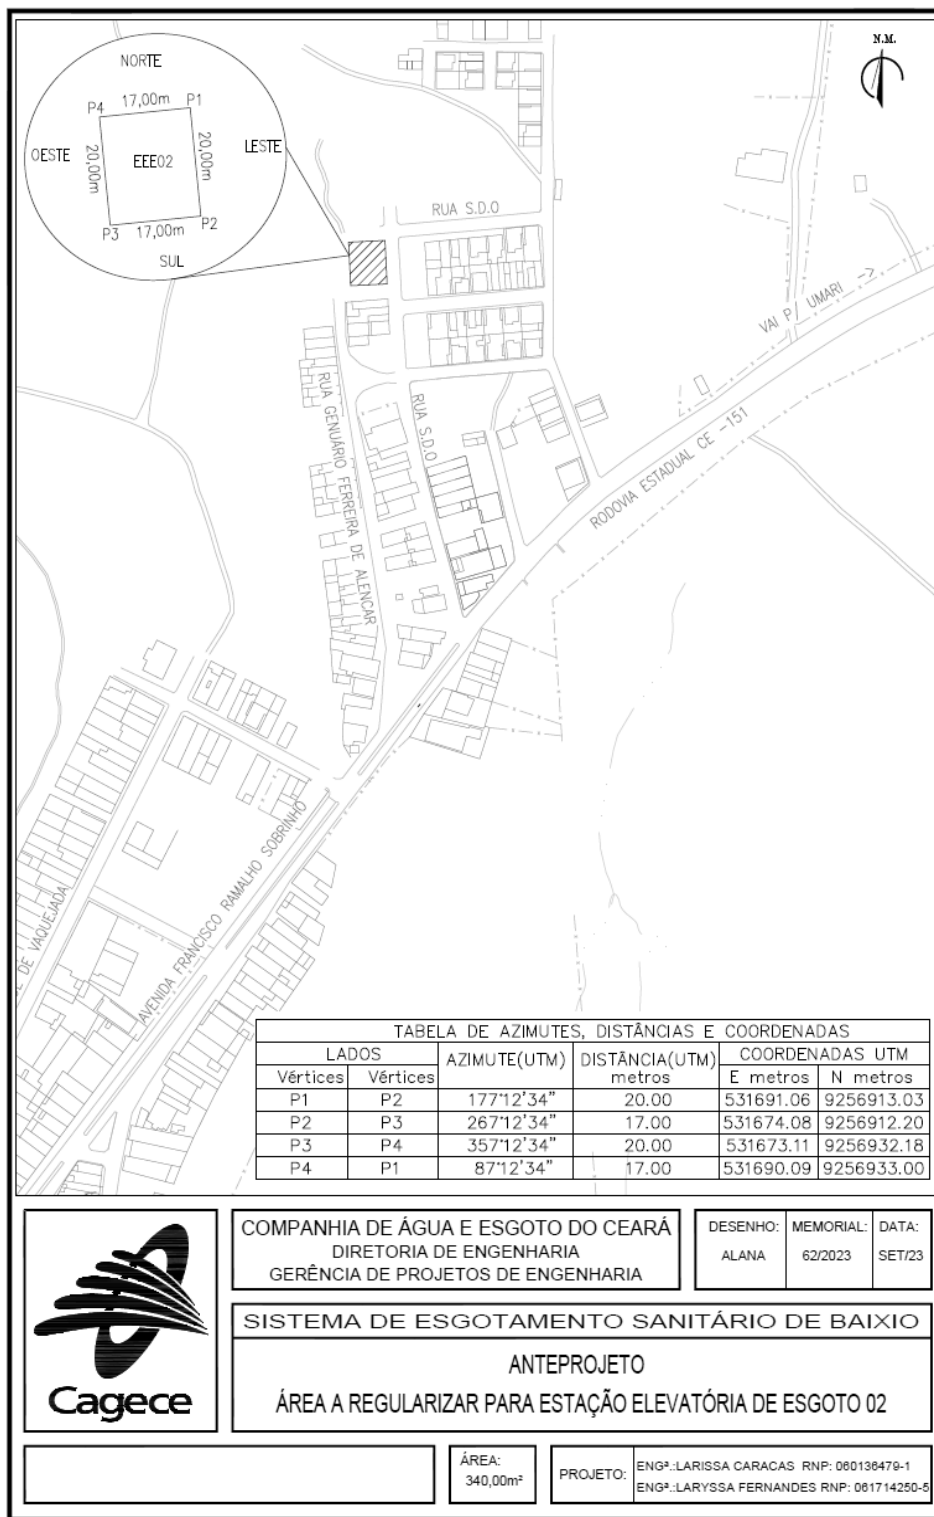 N.M.
NORTE
P4 17,00m P1
OESTE
20,00m
EEE02
20,00m
LESTE
P3 17,00m P2
SUL
RUA S.D.O
VAI P/ UMARI ->
RUA GENUÁRIO FERREIRA DE ALENCAR
RUA S.D.O
RODOVIA ESTADUAL CE -151
AVENIDA FRANCISCO RAMALHO SOBRINHO
DE VAQUEJADA
TABELA DE AZIMUTES, DISTÂNCIAS E COORDENADAS
LADOS AZIMUTE(UTM) DISTÂNCIA(UTM) metros COORDENADAS UTM
Vértices Vértices E metros N metros
P1 P2 177°12'34" 20.00 531691.06 9256913.03
P2 P3 267°12'34" 17.00 531674.08 9256912.20
P3 P4 357°12'34" 20.00 531673.11 9256932.18
P4 P1 87°12'34" 17.00 531690.09 9256933.00
Cagece
COMPANHIA DE ÁGUA E ESGOTO DO CEARÁ
DIRETORIA DE ENGENHARIA
GERÊNCIA DE PROJETOS DE ENGENHARIA
DESENHO: MEMORIAL: DATA:
ALANA 62/2023 SET/23
SISTEMA DE ESGOTAMENTO SANITÁRIO DE BAIXIO
ANTEPROJETO
ÁREA A REGULARIZAR PARA ESTAÇÃO ELEVATÓRIA DE ESGOTO 02
ÁREA:
340,00m²
PROJETO:
ENGª.:LARISSA CARACAS RNP: 060136479-1
ENGª.:LARYSSA FERNANDES RNP: 061714250-5